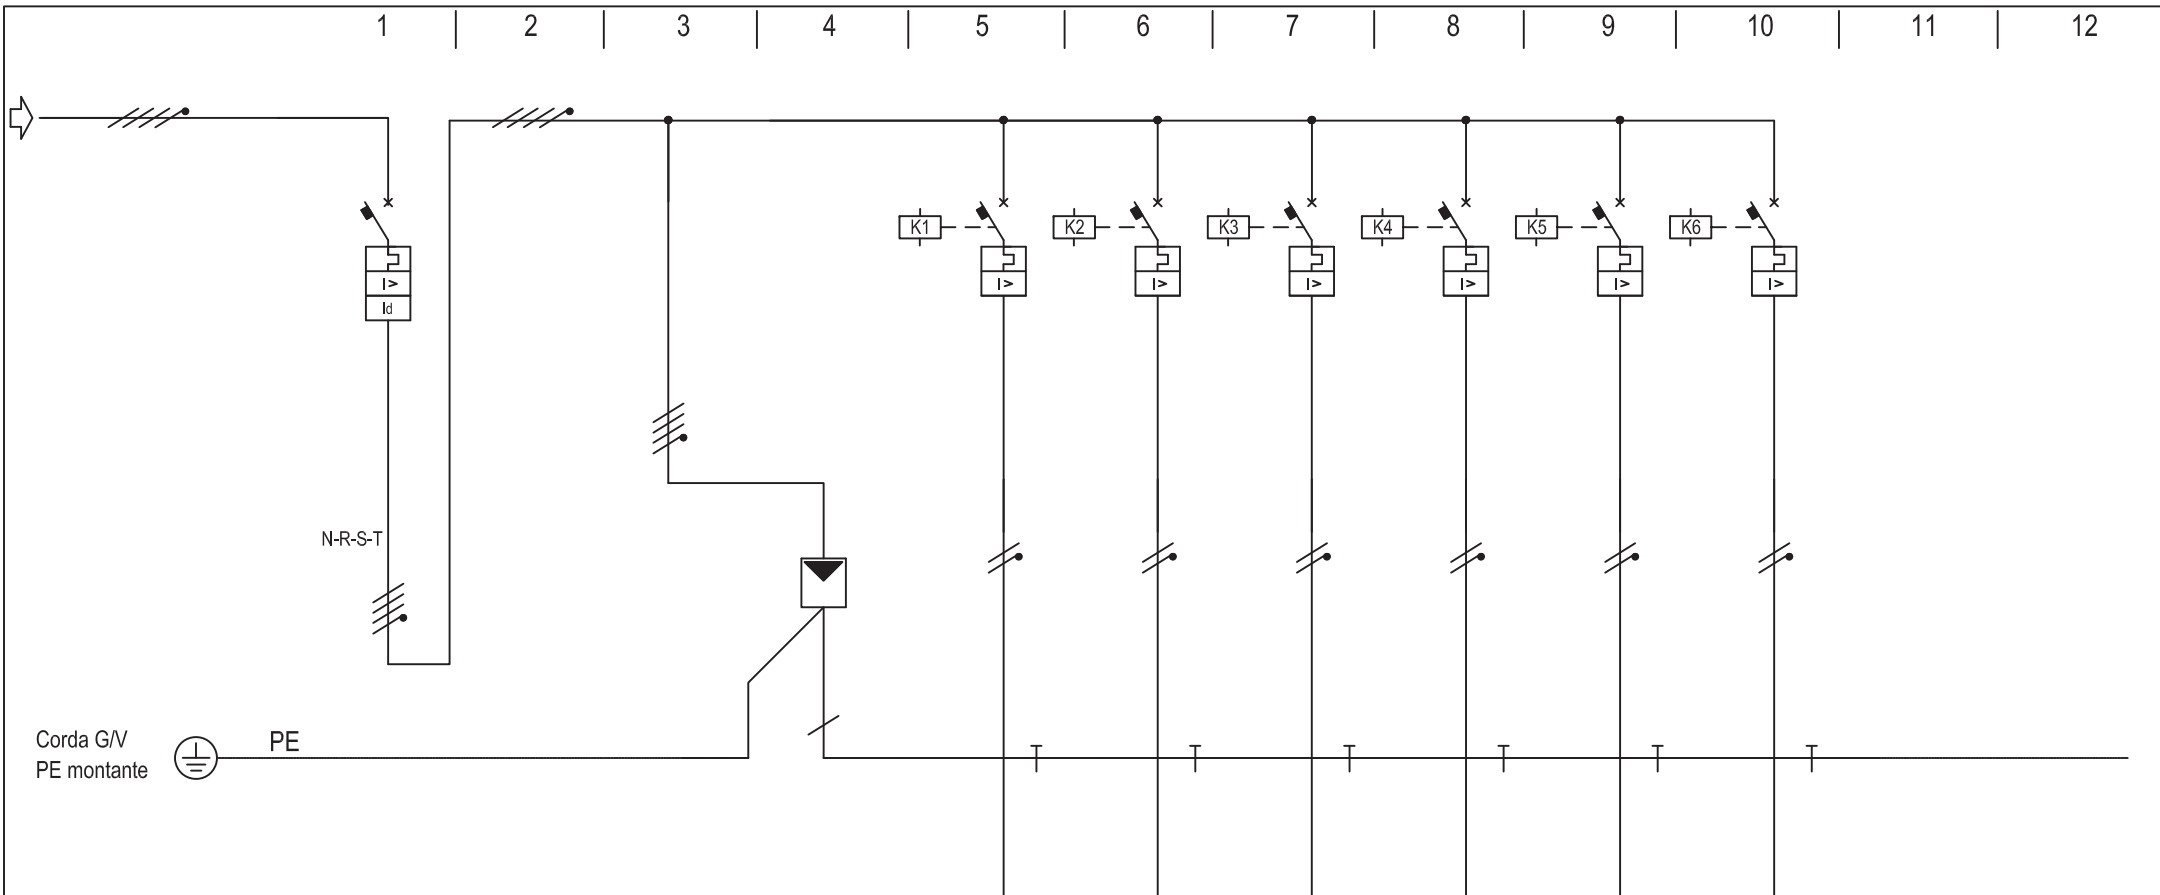 1 2 3 4 5 6 7 8 9 10 11 12
K1 K2 K3 K4 K5 K6
I> I> I> I> I> I> I>
Id
N-R-S-T
Corda G/V
PE montante
PE